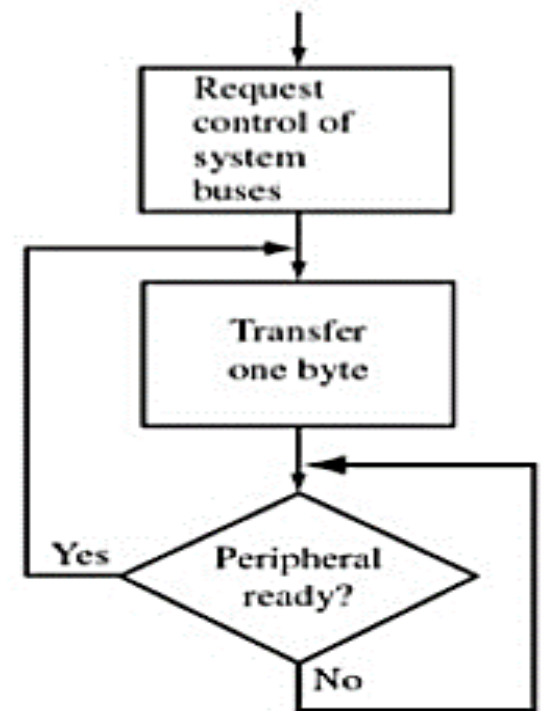 Request
control of
system
buses
Transfer
one byte
Yes
Peripheral
ready?
No